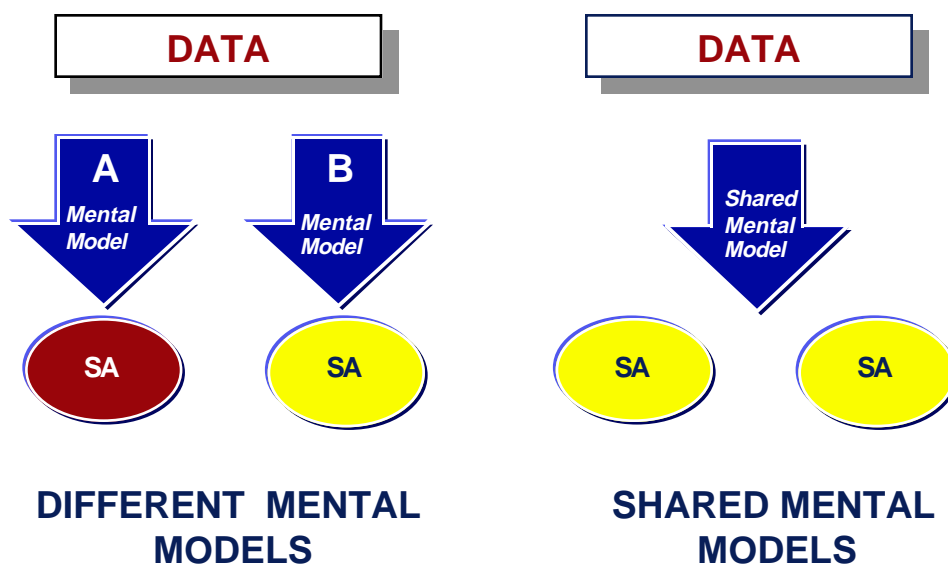 DATA
A
Mental
Model
SA
B
Mental
Model
SA
DIFFERENT MENTAL
MODELS
DATA
Shared
Mental
Model
SA
SA
SHARED MENTAL
MODELS